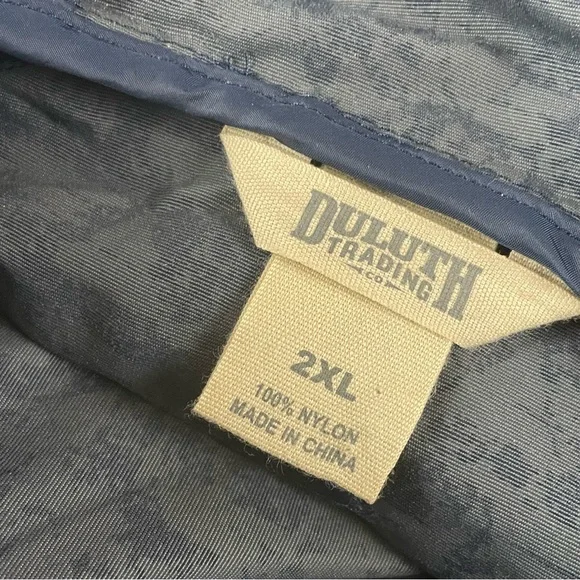 DULUTH
TRADING
CO
2XL
100% NYLON
MADE IN CHINA